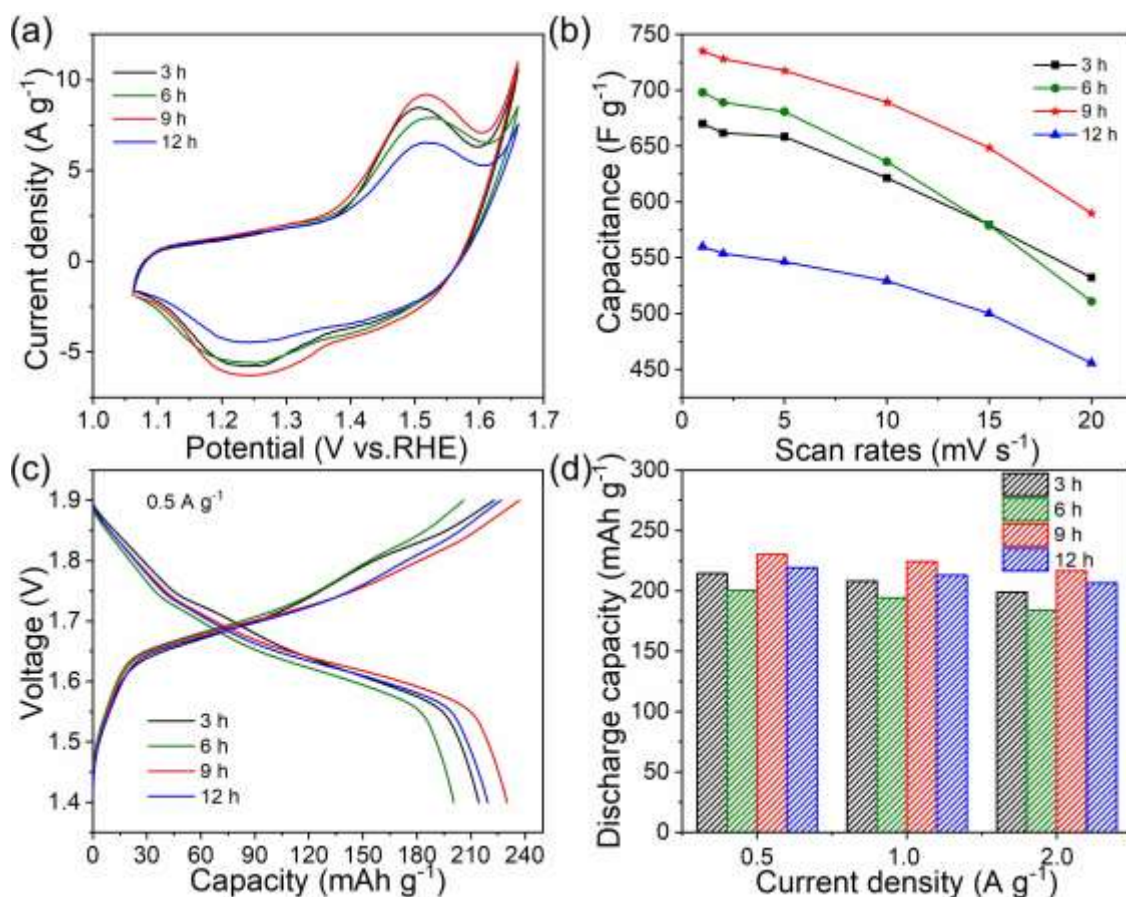 (a)
Current density (A g⁻¹)
10
5
0
-5
3 h
6 h
9 h
12 h
1.0 1.1 1.2 1.3 1.4 1.5 1.6 1.7
Potential (V vs.RHE)
(b)
Capacitance (F g⁻¹)
750
700
650
600
550
500
450
3 h
6 h
9 h
12 h
0 5 10 15 20
Scan rates (mV s⁻¹)
(c)
Voltage (V)
1.9
1.8
1.7
1.6
1.5
1.4
0.5 A g⁻¹
3 h
6 h
9 h
12 h
0 30 60 90 120 150 180 210 240
Capacity (mAh g⁻¹)
(d)
Discharge capacity (mAh g⁻¹)
300
250
200
150
100
50
0
3 h
6 h
9 h
12 h
0.5 1.0 2.0
Current density (A g⁻¹)